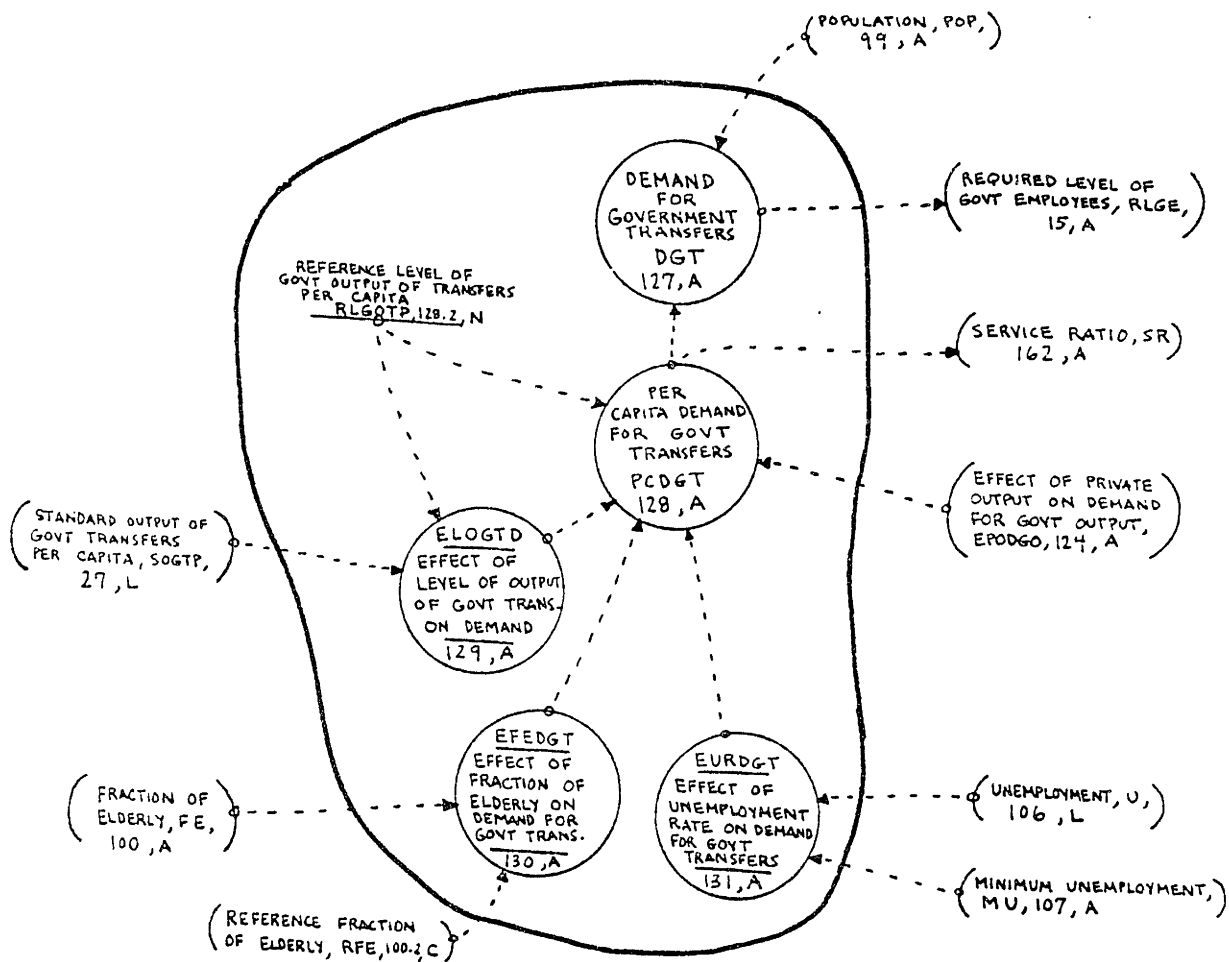 (POPULATION, POP,)
99, A
DEMAND
FOR
GOVERNMENT
TRANSFERS
DGT
127, A
(REQUIRED LEVEL OF
GOVT EMPLOYEES, RLGE,
15, A)
REFERENCE LEVEL OF
GOVT OUTPUT OF TRANSFERS
PER CAPITA
RLGOTP, 128.2, N
(SERVICE RATIO, SR)
162, A
PER
CAPITA DEMAND
FOR GOVT
TRANSFERS
PCDGT
128, A
(EFFECT OF PRIVATE
OUTPUT ON DEMAND
FOR GOVT OUTPUT,
EPODGO, 124, A)
(STANDARD OUTPUT OF
GOVT TRANSFERS
PER CAPITA, SOGTP,
27, L)
ELOGTD
EFFECT OF
LEVEL OF OUTPUT
OF GOVT TRANS.
ON DEMAND
129, A
EFEDGT
EFFECT OF
FRACTION OF
ELDERLY ON
DEMAND FOR
GOVT TRANS.
130, A
EURDGT
EFFECT OF
UNEMPLOYMENT
RATE ON DEMAND
FOR GOVT
TRANSFERS
131, A
(FRACTION OF
ELDERLY, FE,
100, A)
(UNEMPLOYMENT, U,
106, L)
(MINIMUM UNEMPLOYMENT,
MU, 107, A)
(REFERENCE FRACTION
OF ELDERLY, RFE, 100.2, C)